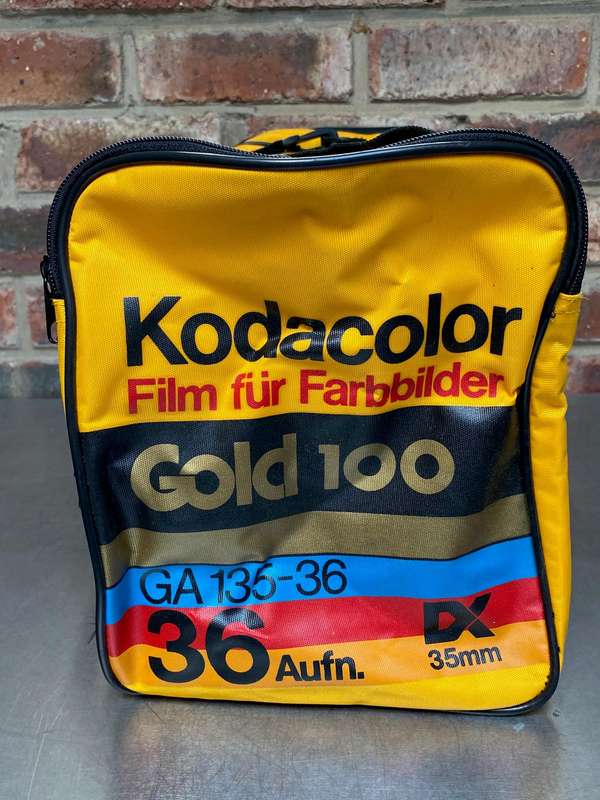 Kodacolor
Film für Farbbilder
Gold 100
GA 135-36
36 Aufn.
DX
35mm